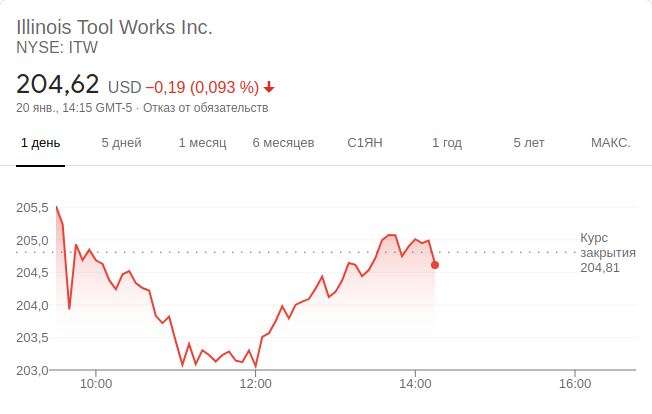 Illinois Tool Works Inc.
NYSE: ITW
204,62 USD −0,19 (0,093 %)
20 янв., 14:15 GMT-5 · Отказ от обязательств
1 день 5 дней 1 месяц 6 месяцев С1ЯН 1 год 5 лет МАКС.
205,5
205,0
204,5
204,0
203,5
203,0
Курс
закрытия
204,81
10:00 12:00 14:00 16:00